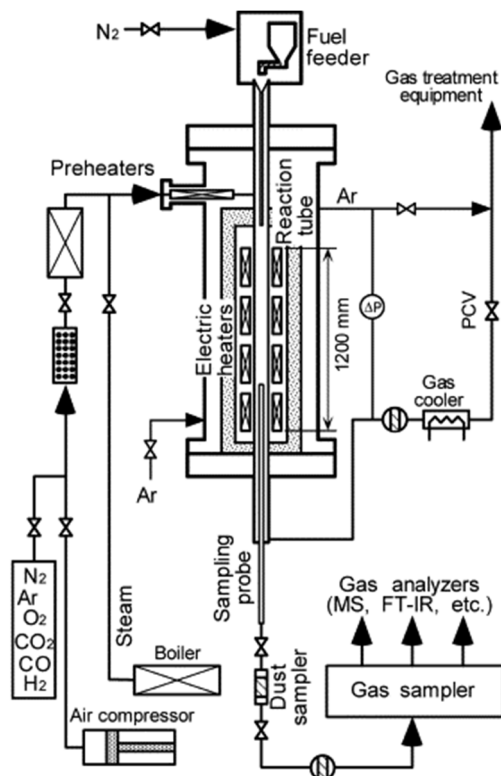 N2
Fuel
feeder
Gas treatment
equipment
Preheaters
Ar
Reaction
tube
Electric
heaters
1200 mm
ΔP
PCV
Gas
cooler
Ar
Sampling
probe
N2
Ar
O2
CO2
CO
H2
Steam
Boiler
Air compressor
Dust
sampler
Gas analyzers
(MS, FT-IR, etc.)
Gas sampler